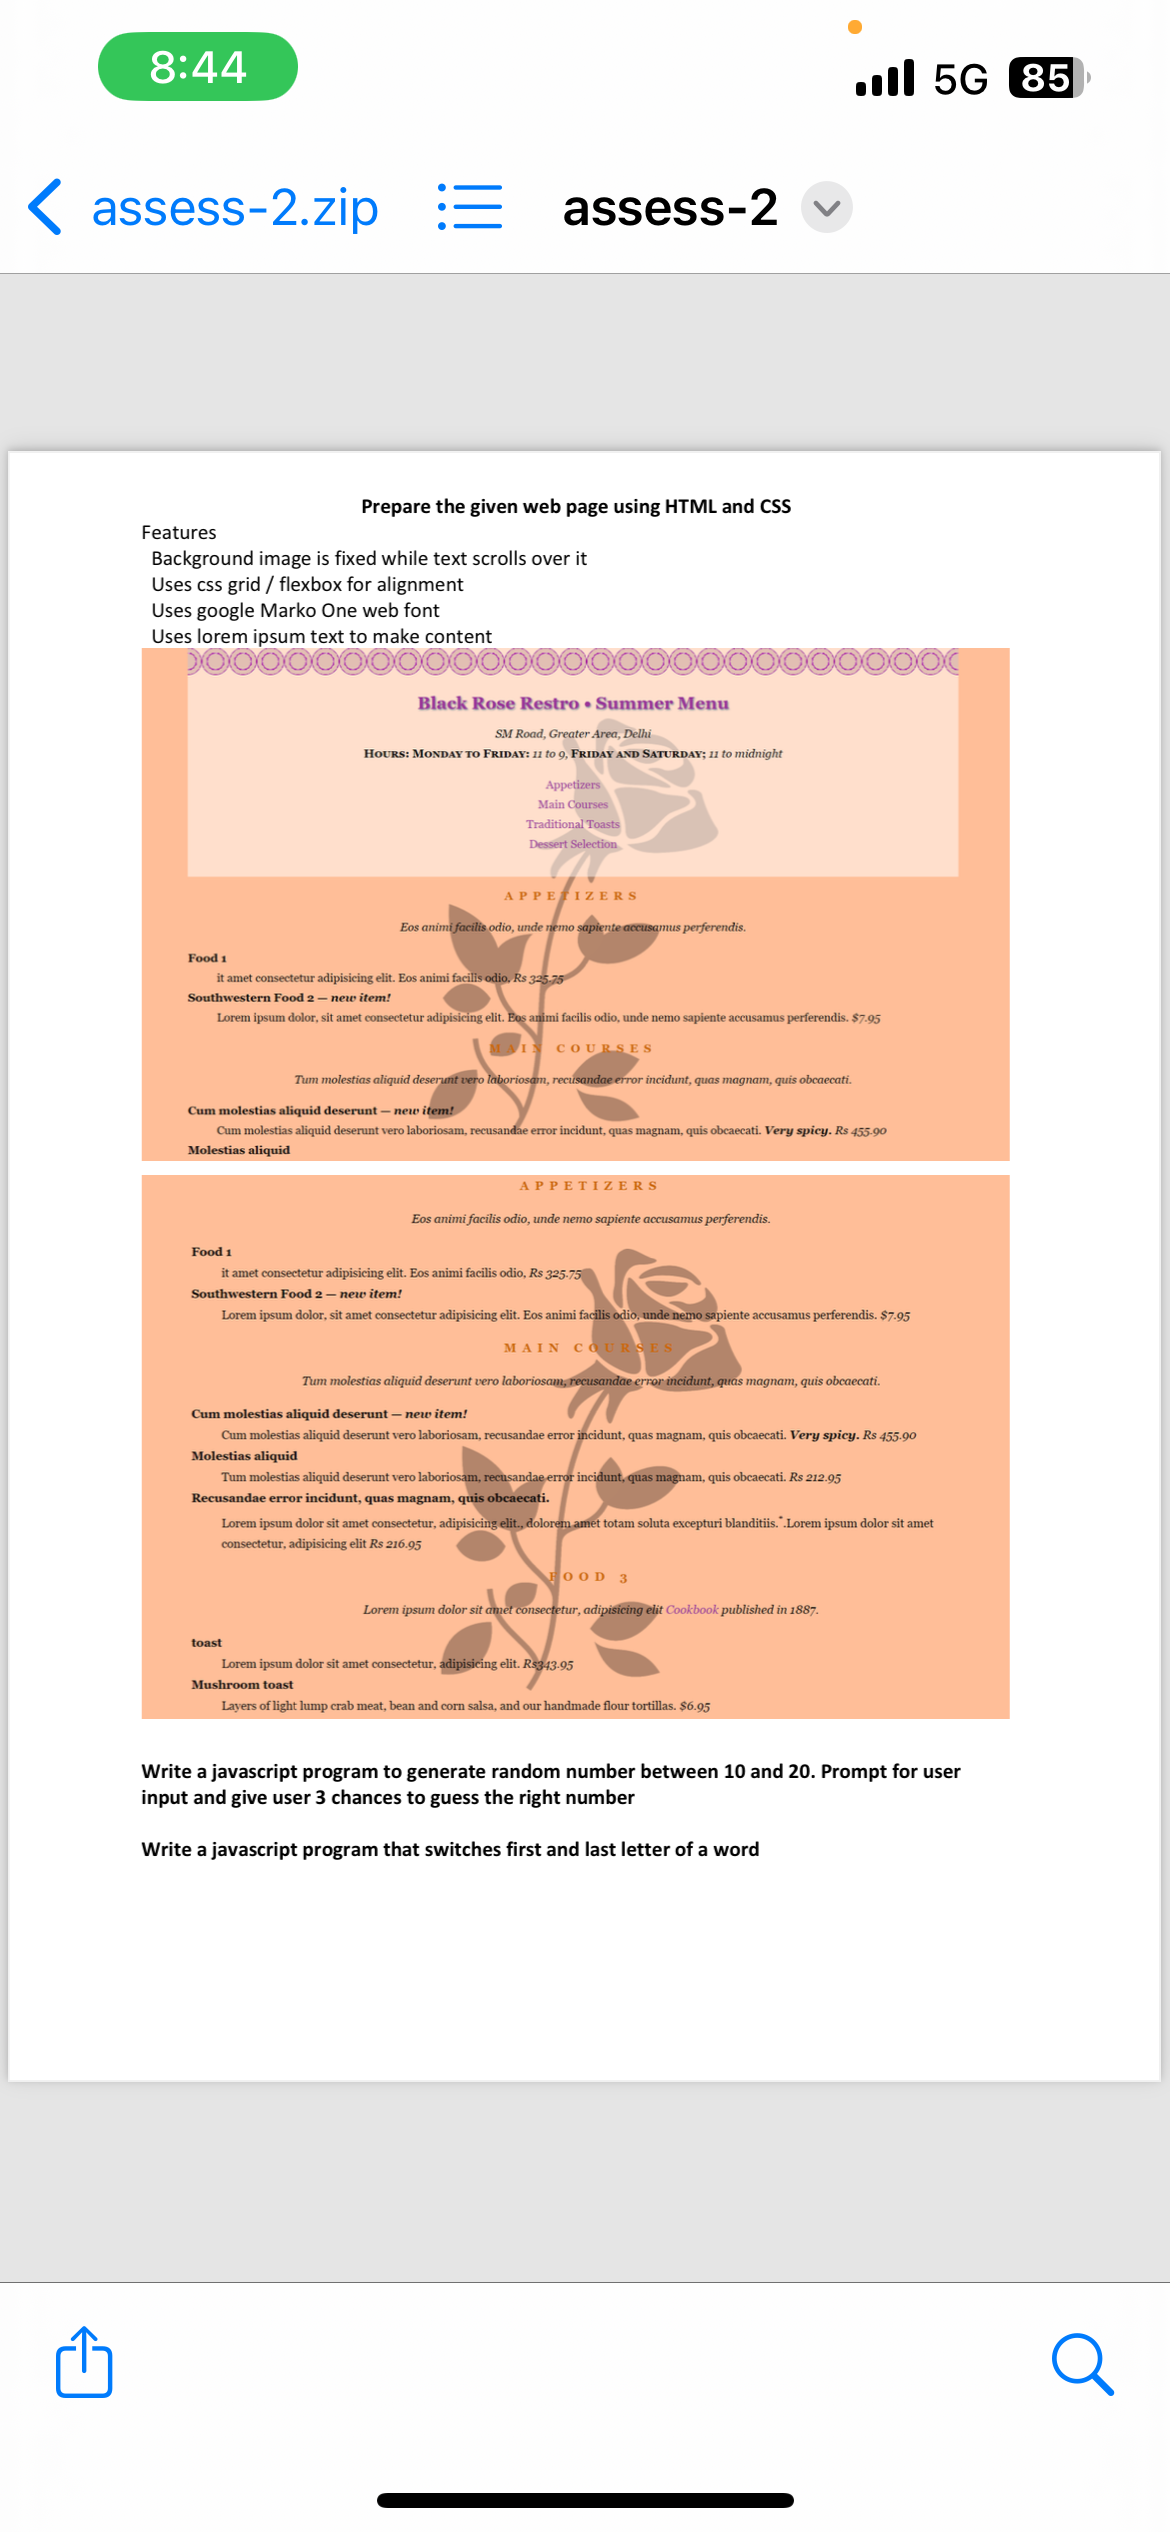 8:44
5G 85
assess-2.zip assess-2
Prepare the given web page using HTML and CSS
Features
Background image is fixed while text scrolls over it
Uses css grid / flexbox for alignment
Uses google Marko One web font
Uses lorem ipsum text to make content
Black Rose Restro • Summer Menu
SM Road, Greater Area, Delhi
HOURS: MONDAY TO FRIDAY: 11 to 9, FRIDAY AND SATURDAY; 11 to midnight
Appetizers
Main Courses
Traditional Toasts
Dessert Selection
APPETIZERS
Eos animi facilis odio, unde nemo sapiente accusamus perferendis.
Food 1
it amet consectetur adipisicing elit. Eos animi facilis odio, Rs 325.75
Southwestern Food 2 — new item!
Lorem ipsum dolor, sit amet consectetur adipisicing elit. Eos animi facilis odio, unde nemo sapiente accusamus perferendis. $7.95
MAIN COURSES
Tum molestias aliquid deserunt vero laboriosam, recusandae error incidunt, quas magnam, quis obcaecati.
Cum molestias aliquid deserunt — new item!
Cum molestias aliquid deserunt vero laboriosam, recusandae error incidunt, quas magnam, quis obcaecati. Very spicy. Rs 455.90
Molestias aliquid
APPETIZERS
Eos animi facilis odio, unde nemo sapiente accusamus perferendis.
Food 1
it amet consectetur adipisicing elit. Eos animi facilis odio, Rs 325.75
Southwestern Food 2 — new item!
Lorem ipsum dolor, sit amet consectetur adipisicing elit. Eos animi facilis odio, unde nemo sapiente accusamus perferendis. $7.95
MAIN COURSES
Tum molestias aliquid deserunt vero laboriosam, recusandae error incidunt, quas magnam, quis obcaecati.
Cum molestias aliquid deserunt — new item!
Cum molestias aliquid deserunt vero laboriosam, recusandae error incidunt, quas magnam, quis obcaecati. Very spicy. Rs 455.90
Molestias aliquid
Tum molestias aliquid deserunt vero laboriosam, recusandae error incidunt, quas magnam, quis obcaecati. Rs 212.95
Recusandae error incidunt, quas magnam, quis obcaecati.
Lorem ipsum dolor sit amet consectetur, adipisicing elit., dolorem amet totam soluta excepturi blanditiis.*.Lorem ipsum dolor sit amet
consectetur, adipisicing elit Rs 216.95
FOOD 3
Lorem ipsum dolor sit amet consectetur, adipisicing elit Cookbook published in 1887.
toast
Lorem ipsum dolor sit amet consectetur, adipisicing elit. Rs343.95
Mushroom toast
Layers of light lump crab meat, bean and corn salsa, and our handmade flour tortillas. $6.95
Write a javascript program to generate random number between 10 and 20. Prompt for user
input and give user 3 chances to guess the right number
Write a javascript program that switches first and last letter of a word